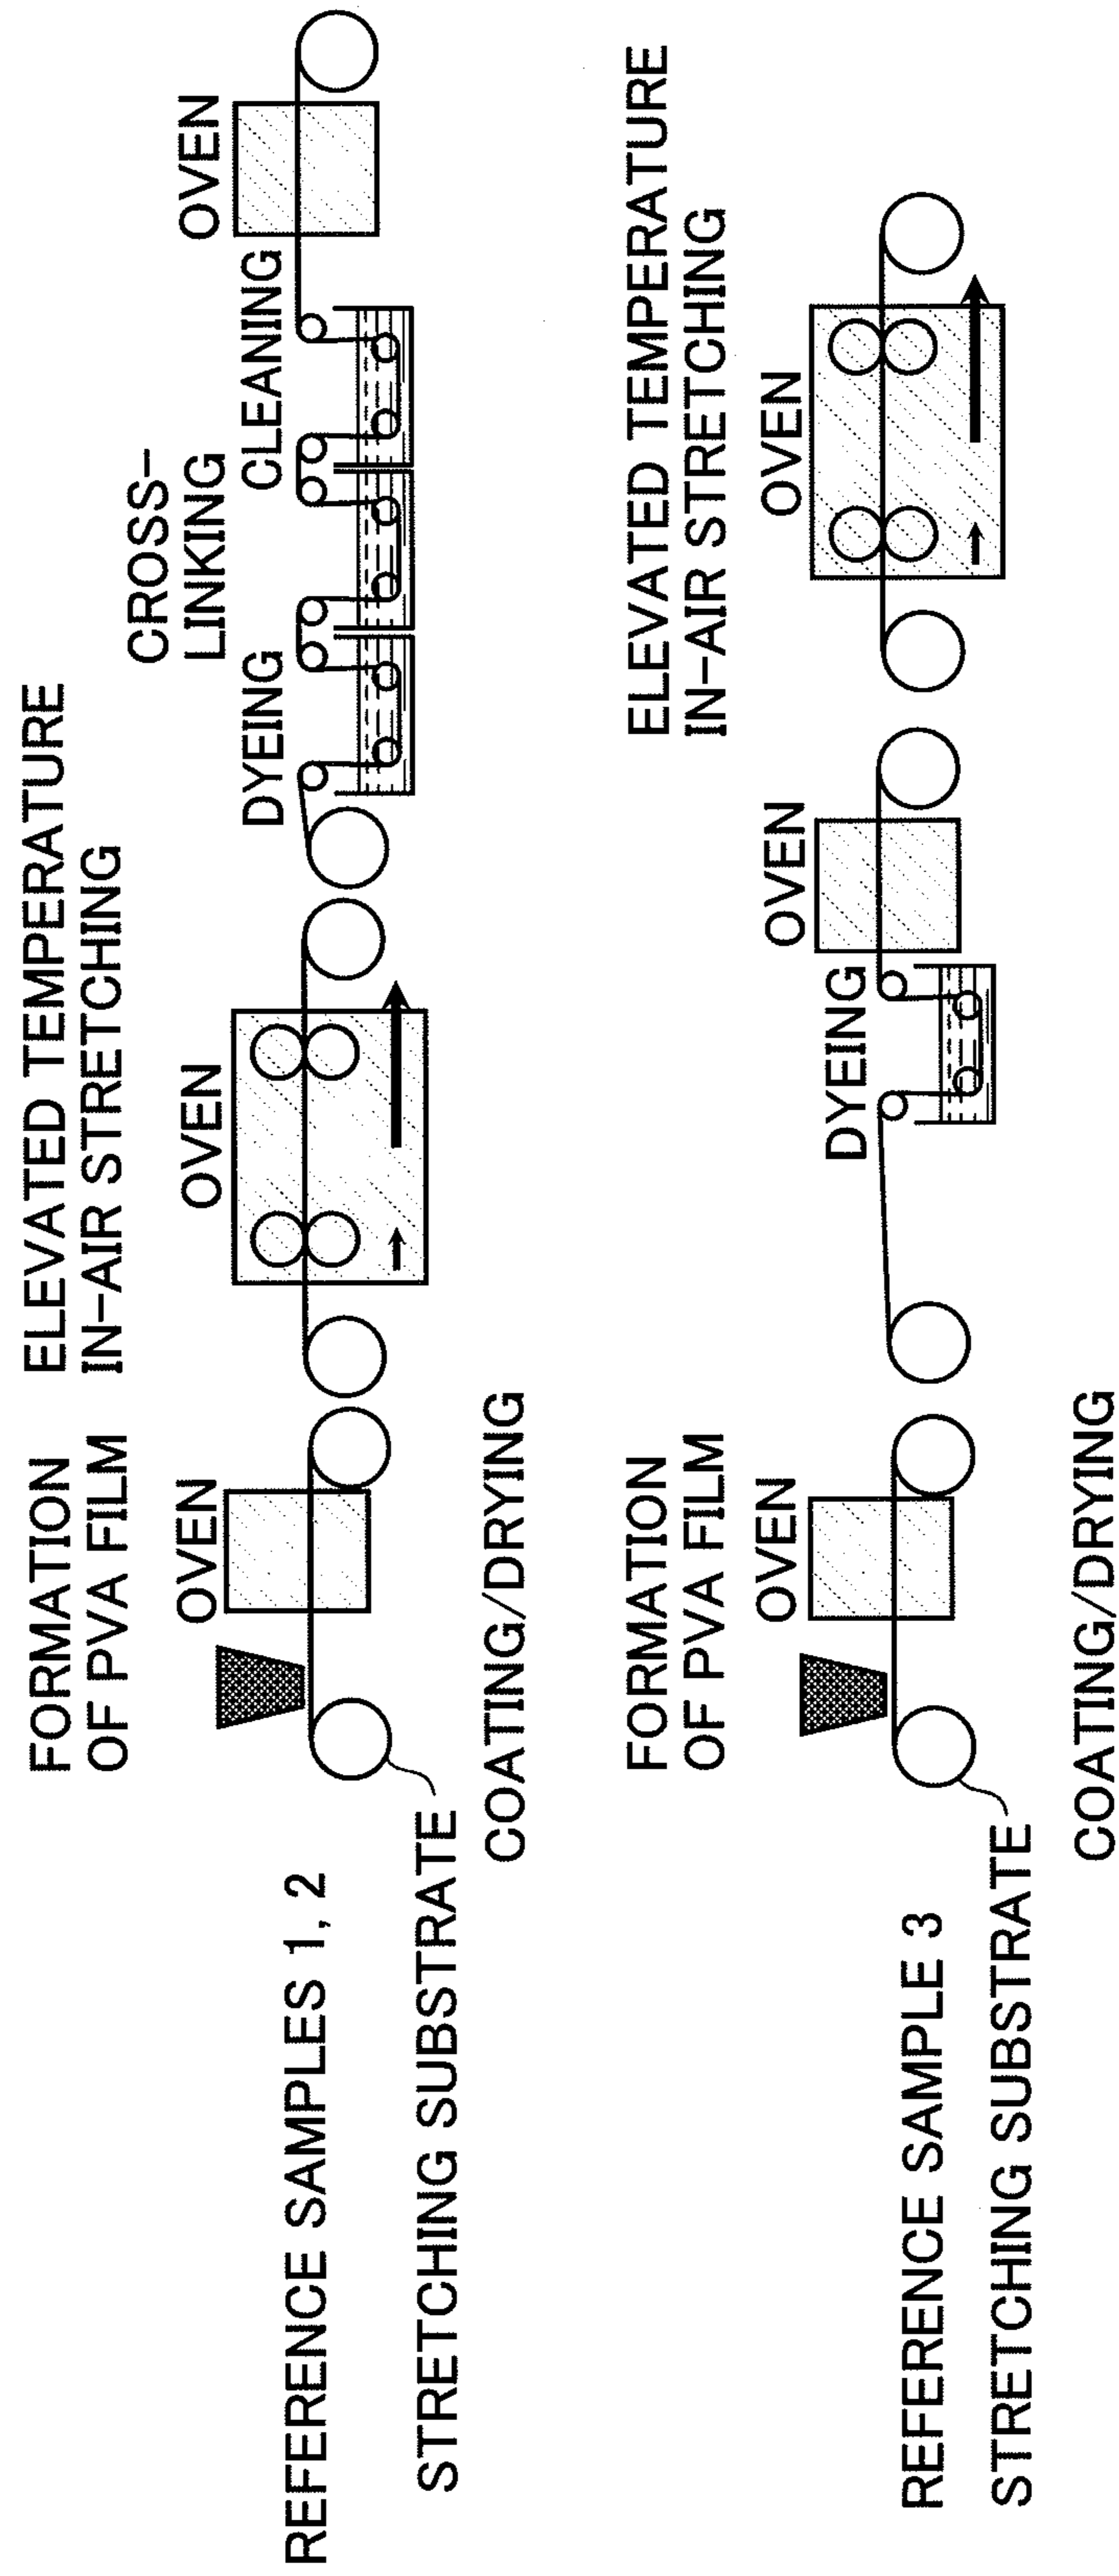 REFERENCE SAMPLES 1, 2
STRETCHING SUBSTRATE
FORMATION
OF PVA FILM
OVEN
COATING/DRYING
ELEVATED TEMPERATURE
IN-AIR STRETCHING
OVEN
DYEING
CROSS-
LINKING
CLEANING
OVEN
REFERENCE SAMPLE 3
STRETCHING SUBSTRATE
FORMATION
OF PVA FILM
OVEN
COATING/DRYING
DYEING
OVEN
ELEVATED TEMPERATURE
IN-AIR STRETCHING
OVEN